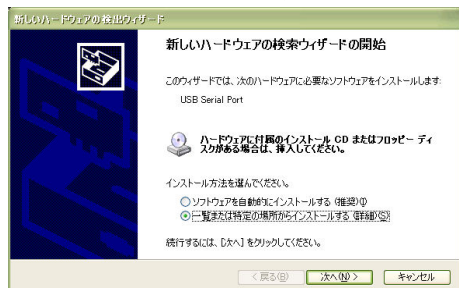 新しいハードウェアの検出ウィザード
新しいハードウェアの検索ウィザードの開始
このウィザードでは、次のハードウェアに必要なソフトウェアをインストールします:
USB Serial Port
ハードウェアに付属のインストール CD またはフロッピー ディ
スクがある場合は、挿入してください。
インストール方法を選んでください。
ソフトウェアを自動的にインストールする (推奨)(I)
一覧または特定の場所からインストールする (詳細)(S)
続行するには、[次へ] をクリックしてください。
< 戻る(B) 次へ(N) > キャンセル